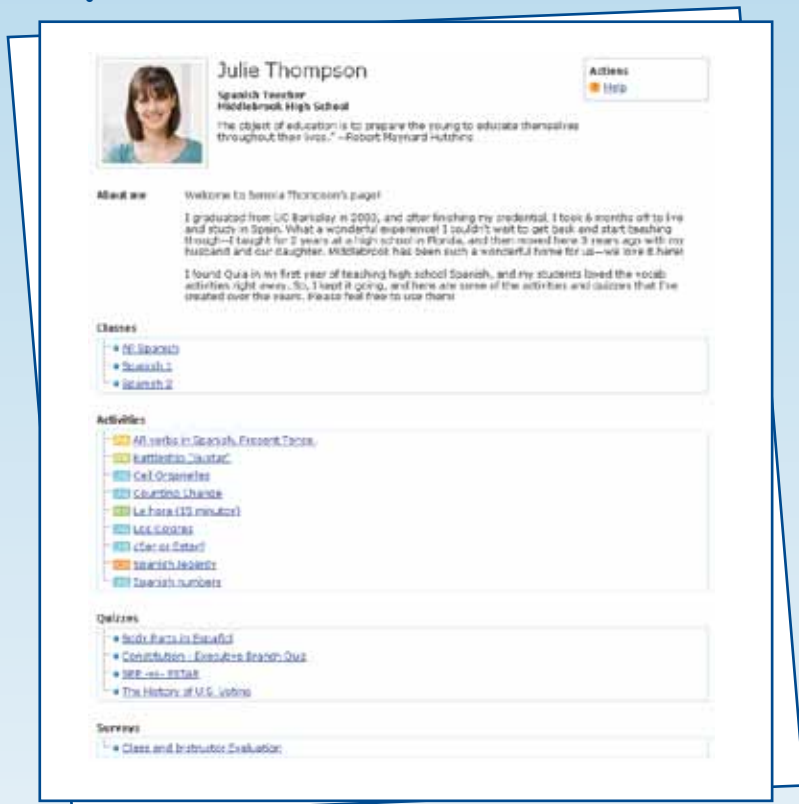 Julie Thompson
Actions
Help
Spanish Teacher
Middlebrook High School
"The object of education is to prepare the young to educate themselves
throughout their lives." —Robert Maynard Hutchins
About me
Welcome to Senora Thompson's page!
I graduated from UC Berkeley in 2000, and after finishing my credential, I took 6 months off to live
and study in Spain. What a wonderful experience! I couldn't wait to get back and start teaching
though—I taught for 2 years at a high school in Florida, and then moved here 3 years ago with my
husband and our daughter. Middlebrook has been such a wonderful home for us—we love it here!
I found Quia in my first year of teaching high school Spanish, and my students loved the vocab
activities right away. So, I kept it going, and here are some of the activities and quizzes that I've
created over the years. Please feel free to use them!
Classes
AP Spanish
Spanish 1
Spanish 2
Activities
AR verbs in Spanish, Present Tense.
Battleship "Gustar"
Cell Organelles
Counting Change
La hora (15 minutos)
Los Colores
¿Ser or Estar?
Spanish Jeopardy
Spanish numbers
Quizzes
Body Parts in Español
Constitution - Executive Branch Quiz
SER -vs- ESTAR
The History of U.S. Voting
Surveys
Class and Instructor Evaluation